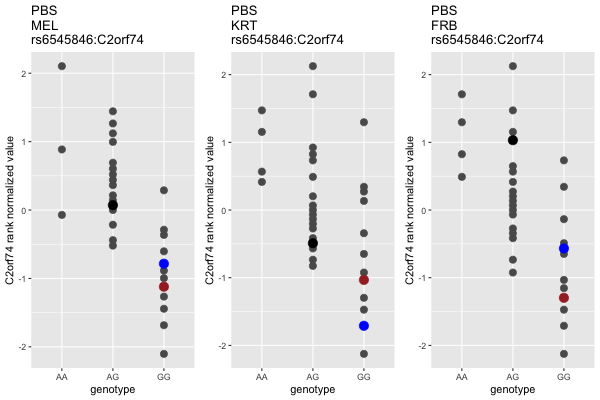 PBS
MEL
rs6545846:C2orf74
C2orf74 rank normalized value
2
1
0
-1
-2
AA
AG
GG
genotype
PBS
KRT
rs6545846:C2orf74
C2orf74 rank normalized value
2
1
0
-1
-2
AA
AG
GG
genotype
PBS
FRB
rs6545846:C2orf74
C2orf74 rank normalized value
2
1
0
-1
-2
AA
AG
GG
genotype